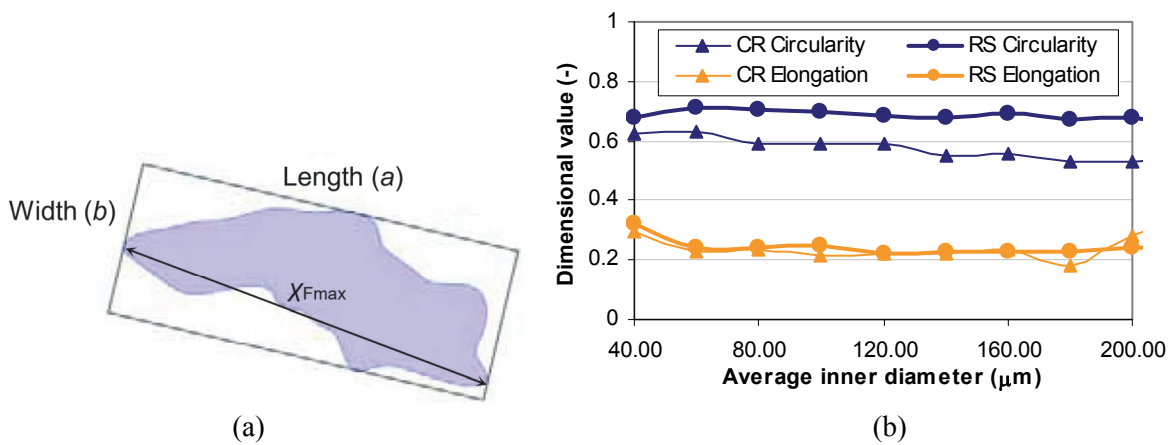 Length (a)
Width (b)
XFmax
(a)
1
0.8
0.6
0.4
0.2
0
Dimensional value (-)
CR Circularity
RS Circularity
CR Elongation
RS Elongation
40.00
80.00
120.00
160.00
200.00
Average inner diameter (μm)
(b)